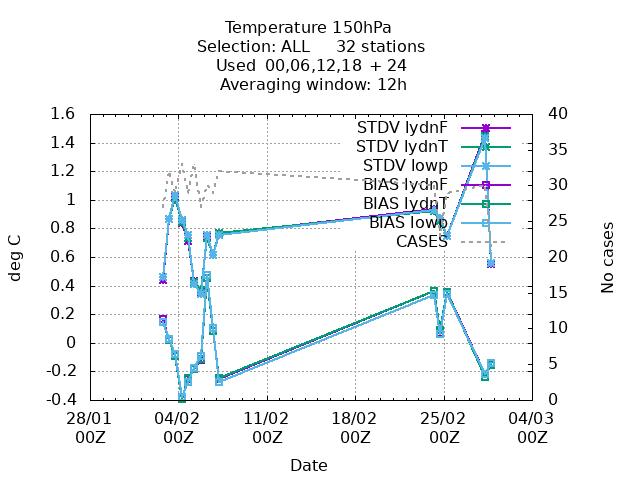 Temperature 150hPa
Selection: ALL 32 stations
Used 00,06,12,18 + 24
Averaging window: 12h
1.6
1.4
1.2
1
0.8
0.6
0.4
0.2
0
-0.2
-0.4
deg C
40
35
30
25
20
15
10
5
0
No cases
STDV lydnF
STDV lydnT
STDV lowp
BIAS lydnF
BIAS lydnT
BIAS lowp
CASES
28/01 04/02 11/02 18/02 25/02 04/03
00Z 00Z 00Z 00Z 00Z 00Z
Date